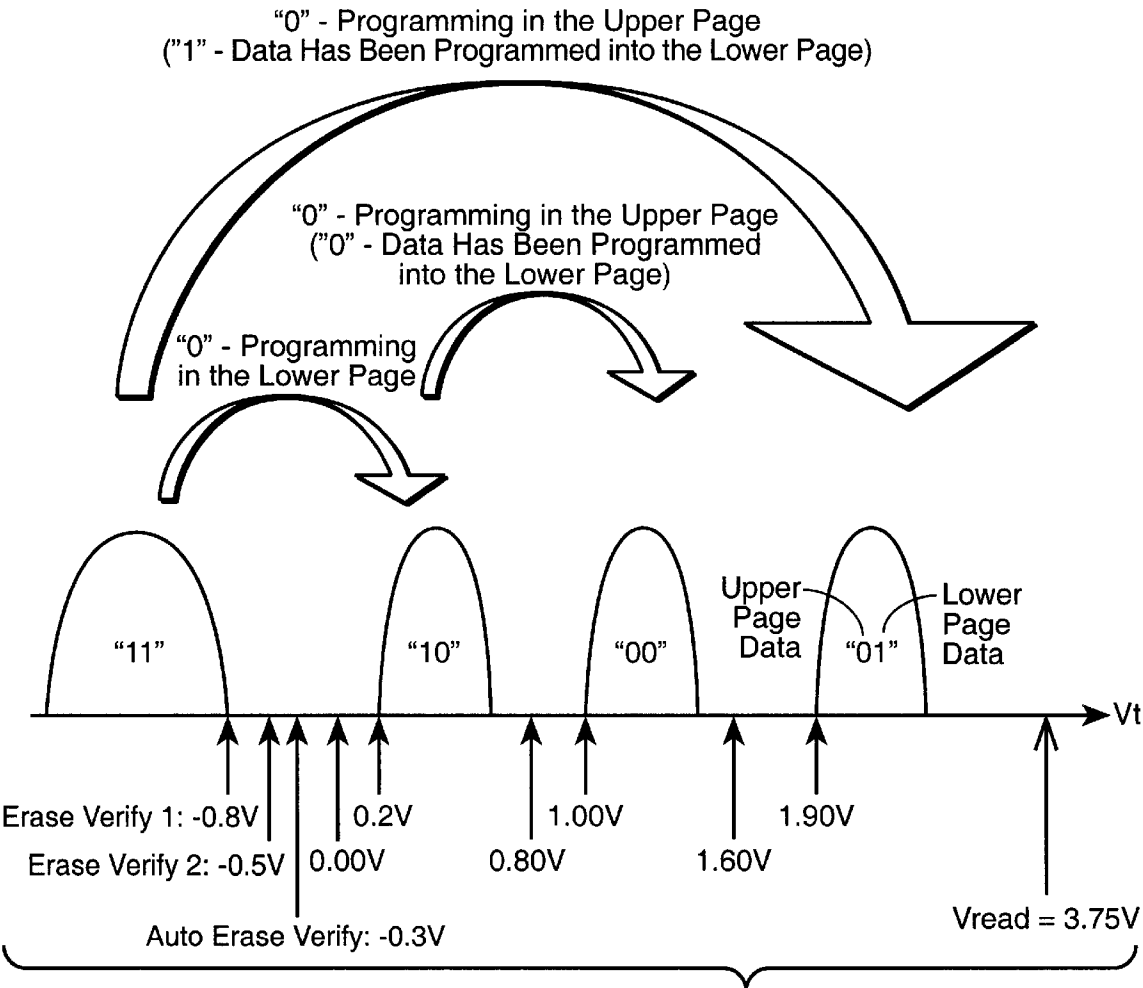 “0” - Programming in the Upper Page
(”1” - Data Has Been Programmed into the Lower Page)
“0” - Programming in the Upper Page
(”0” - Data Has Been Programmed
into the Lower Page)
“0” - Programming
in the Lower Page
Upper
Page
Data
Lower
Page
Data
“11”
“10”
“00”
“01”
Vt
Erase Verify 1: -0.8V
0.2V
1.00V
1.90V
Erase Verify 2: -0.5V
0.00V
0.80V
1.60V
Vread = 3.75V
Auto Erase Verify: -0.3V